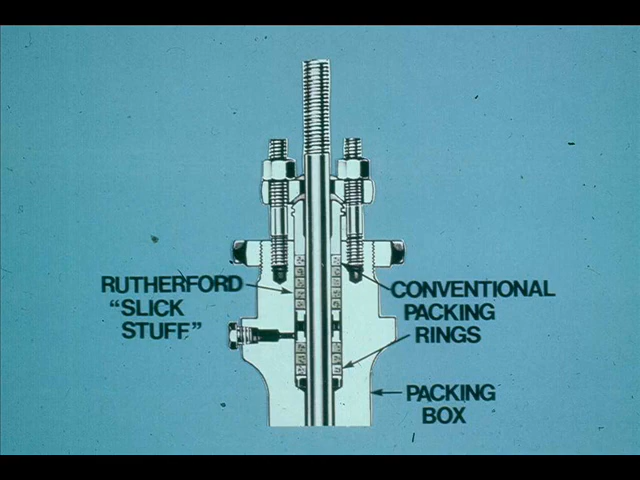 RUTHERFORD
"SLICK
STUFF"
CONVENTIONAL
PACKING
RINGS
PACKING
BOX